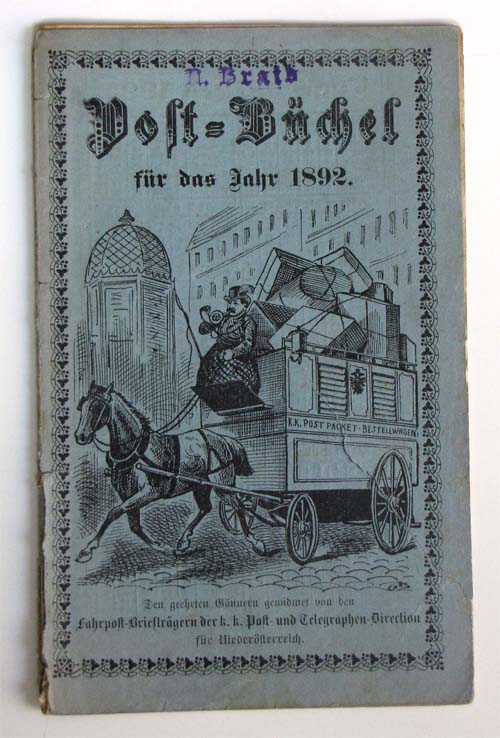 N. Braid
Post=Büchel
für das Jahr 1892.
K.K. POST PACKET-BESTELLWAGEN
Den geehrten Gönnern gewidmet von den
Fahrpost-Briefträgern der k. k. Post- und Telegraphen-Direction
für Niederösterreich.